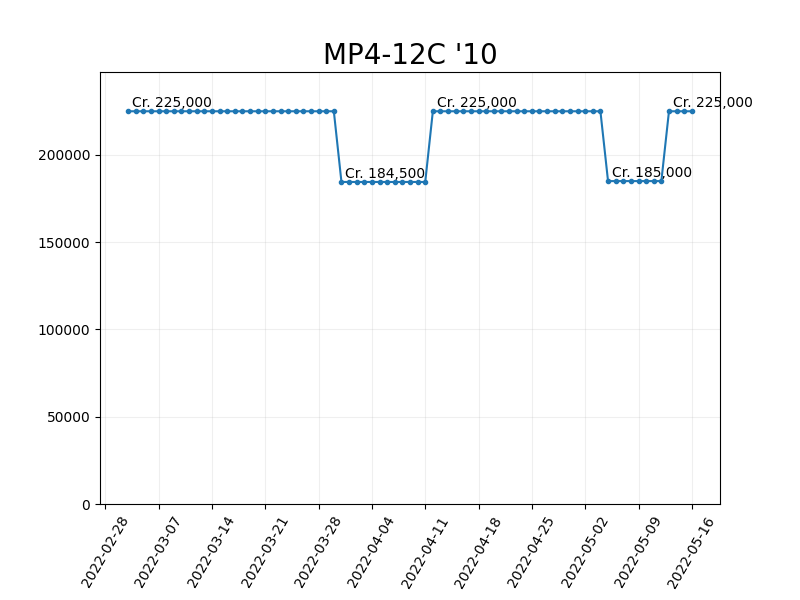 MP4-12C '10
Cr. 225,000
Cr. 225,000
Cr. 225,000
Cr. 184,500
Cr. 185,000
200000
150000
100000
50000
0
2022-02-28
2022-03-07
2022-03-14
2022-03-21
2022-03-28
2022-04-04
2022-04-11
2022-04-18
2022-04-25
2022-05-02
2022-05-09
2022-05-16